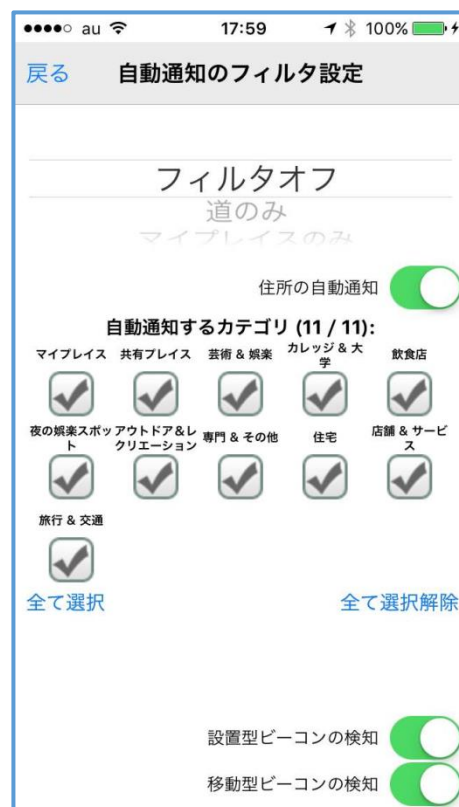 au 17:59 100%
戻る 自動通知のフィルタ設定
フィルタオフ
道のみ
マイプレイスのみ
住所の自動通知
自動通知するカテゴリ (11 / 11):
マイプレイス 共有プレイス 芸術 & 娯楽 カレッジ & 大学 飲食店
夜の娯楽スポット アウトドア&レクリエーション 専門 & その他 住宅 店舗 & サービス
旅行 & 交通
全て選択 全て選択解除
設置型ビーコンの検知
移動型ビーコンの検知